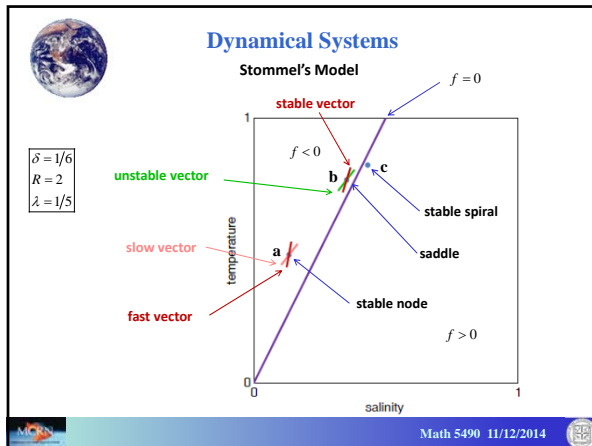 Dynamical Systems
Stommel's Model
f = 0
stable vector
1
f < 0
δ = 1/6
R = 2
λ = 1/5
unstable vector
b
c
stable spiral
slow vector
a
saddle
temperature
stable node
fast vector
f > 0
0
0
1
salinity
MCRN
Math 5490 11/12/2014